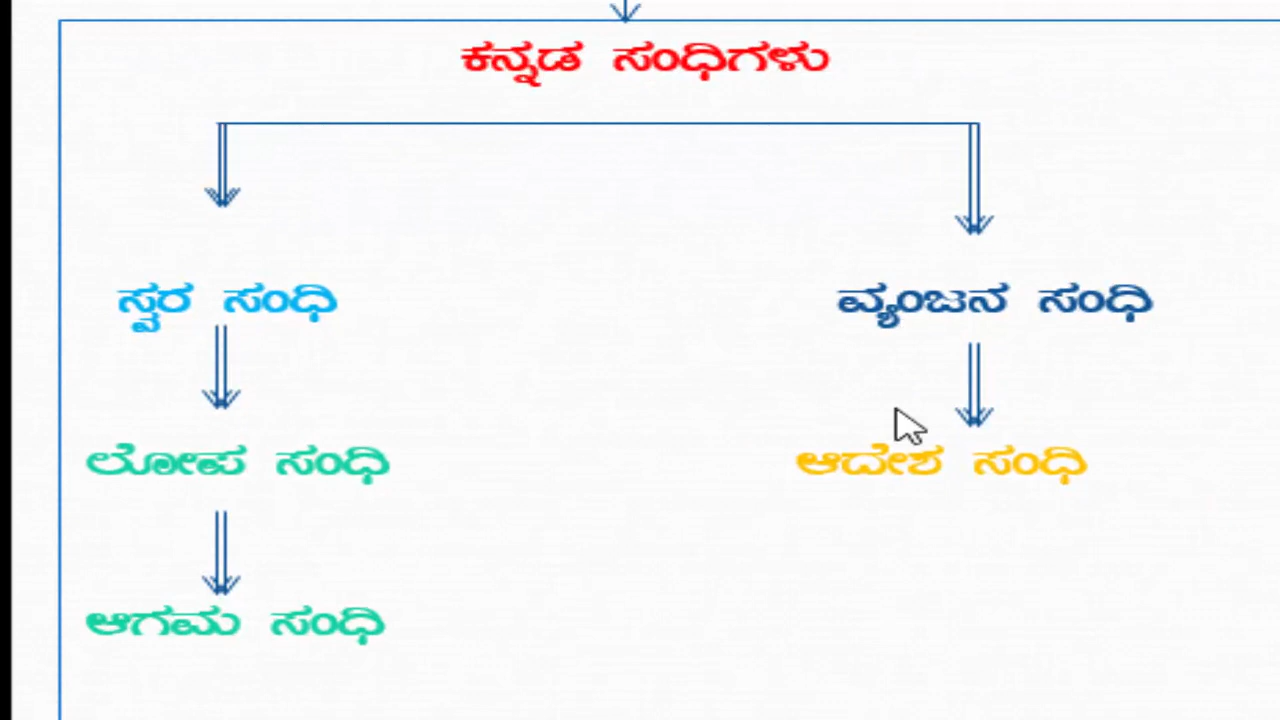 ಕನ್ನಡ ಸಂಧಿಗಳು
ಸ್ವರ ಸಂಧಿ
ವ್ಯಂಜನ ಸಂಧಿ
ಲೋಪ ಸಂಧಿ
ಆದೇಶ ಸಂಧಿ
ಆಗಮ ಸಂಧಿ